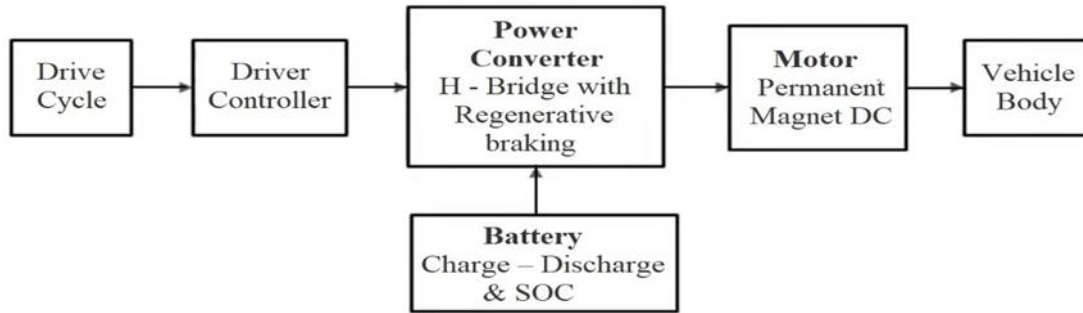 Drive
Cycle
Driver
Controller
Power
Converter
H - Bridge with
Regenerative
braking
Motor
Permanent
Magnet DC
Vehicle
Body
Battery
Charge – Discharge
& SOC